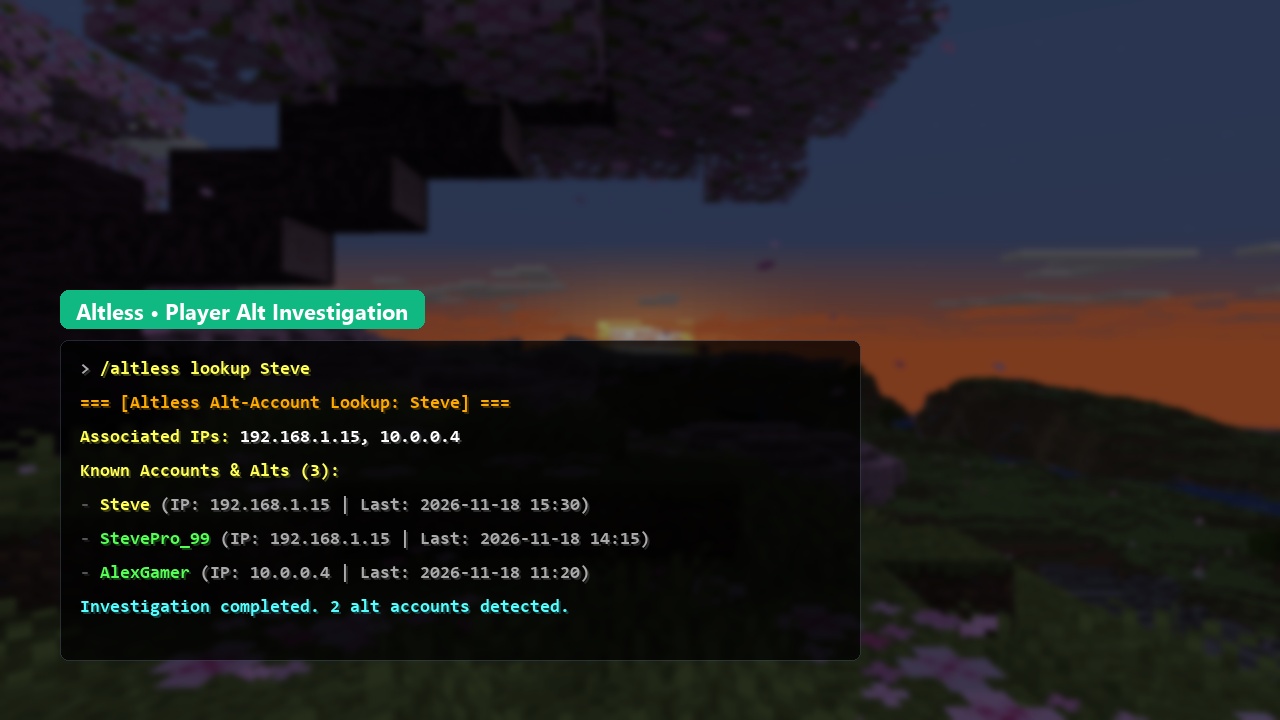 Altless • Player Alt Investigation
> /altless lookup Steve
=== [Altless Alt-Account Lookup: Steve] ===
Associated IPs: 192.168.1.15, 10.0.0.4
Known Accounts & Alts (3):
- Steve (IP: 192.168.1.15 | Last: 2026-11-18 15:30)
- StevePro_99 (IP: 192.168.1.15 | Last: 2026-11-18 14:15)
- AlexGamer (IP: 10.0.0.4 | Last: 2026-11-18 11:20)
Investigation completed. 2 alt accounts detected.